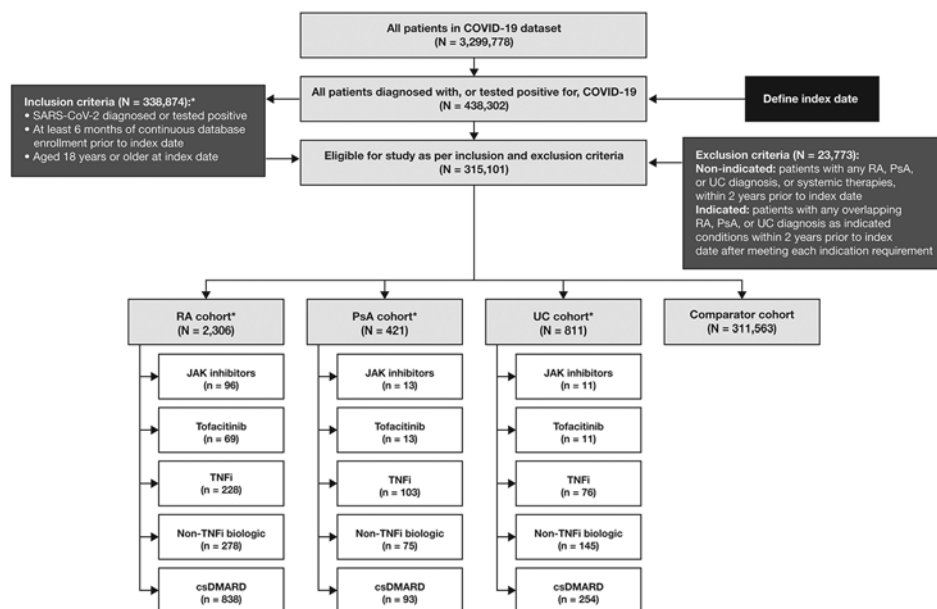 All patients in COVID-19 dataset
(N = 3,299,778)
All patients diagnosed with, or tested positive for, COVID-19
(N = 438,302)
Define index date
Inclusion criteria (N = 338,874):*
• SARS-CoV-2 diagnosed or tested positive
• At least 6 months of continuous database
enrollment prior to index date
• Aged 18 years or older at index date
Eligible for study as per inclusion and exclusion criteria
(N = 315,101)
Exclusion criteria (N = 23,773):
Non-indicated: patients with any RA, PsA,
or UC diagnosis, or systemic therapies,
within 2 years prior to index date
Indicated: patients with any overlapping
RA, PsA, or UC diagnosis as indicated
conditions within 2 years prior to index
date after meeting each indication requirement
RA cohort*
(N = 2,306)
JAK inhibitors
(n = 96)
Tofacitinib
(n = 69)
TNFi
(n = 228)
Non-TNFi biologic
(n = 278)
csDMARD
(n = 838)
PsA cohort*
(N = 421)
JAK inhibitors
(n = 13)
Tofacitinib
(n = 13)
TNFi
(n = 103)
Non-TNFi biologic
(n = 75)
csDMARD
(n = 93)
UC cohort*
(N = 811)
JAK inhibitors
(n = 11)
Tofacitinib
(n = 11)
TNFi
(n = 76)
Non-TNFi biologic
(n = 145)
csDMARD
(n = 254)
Comparator cohort
(N = 311,563)